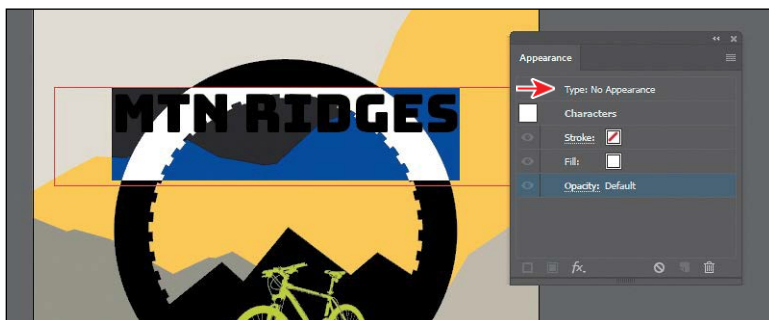 MTN RIDGES
Appearance
Type: No Appearance
Characters
Stroke:
Fill:
Opacity: Default
fx.